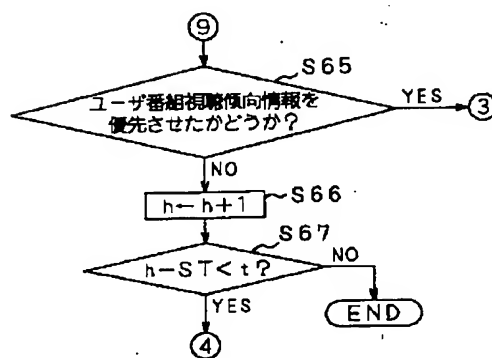 ⑨
S65
ユーザ番組視聴傾向情報を
優先させたかどうか?
YES
③
NO
S66
h←h+1
S67
h−ST<t?
NO
YES
END
④